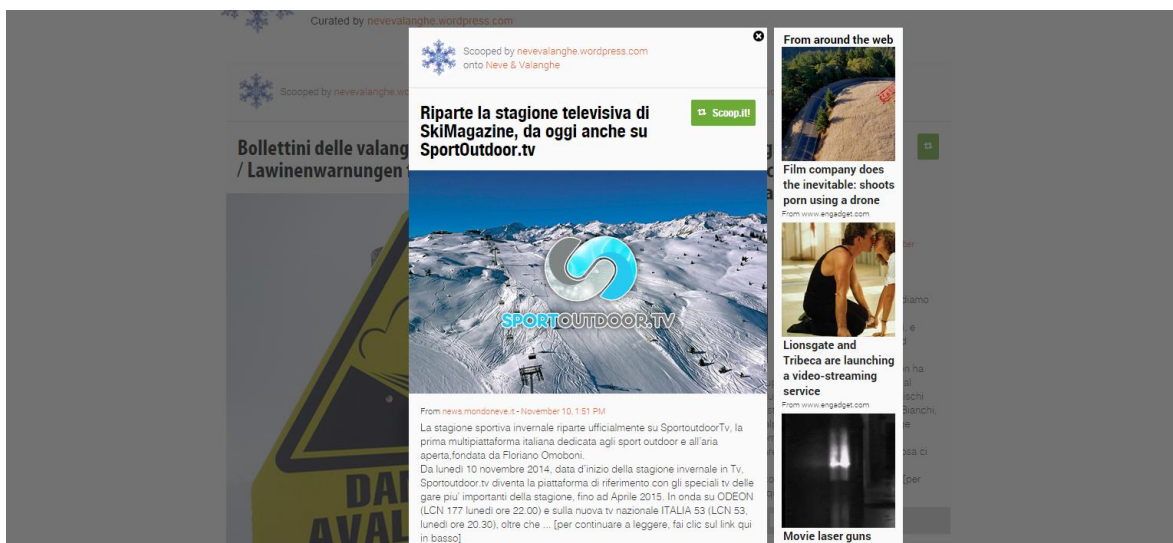 Curated by nevevalanghe.wordpress.com
Scooped by nevevalanghe.wordpress.com
onto Neve & Valanghe
Riparte la stagione televisiva di
SkiMagazine, da oggi anche su
SportOutdoor.tv
Scoop.it!
SPORTOUTDOOR.TV
From news.mondoneve.it - November 10, 1:51 PM
La stagione sportiva invernale riparte ufficialmente su SportoutdoorTv, la
prima multipiattaforma italiana dedicata agli sport outdoor e all'aria
aperta,fondata da Floriano Omoboni.
Da lunedì 10 novembre 2014, data d'inizio della stagione invernale in Tv,
Sportoutdoor.tv diventa la piattaforma di riferimento con gli speciali tv delle
gare piu' importanti della stagione, fino ad Aprile 2015. In onda su ODEON
(LCN 177 lunedì ore 22.00) e sulla nuova tv nazionale ITALIA 53 (LCN 53,
lunedì ore 20.30), oltre che ... [per continuare a leggere, fai clic sul link qui
in basso]
From around the web
Film company does
the inevitable: shoots
porn using a drone
From www.engadget.com
Lionsgate and
Tribeca are launching
a video-streaming
service
From www.engadget.com
Movie laser guns
Scooped by
Bollettini delle
/ Lawinenwarnungen